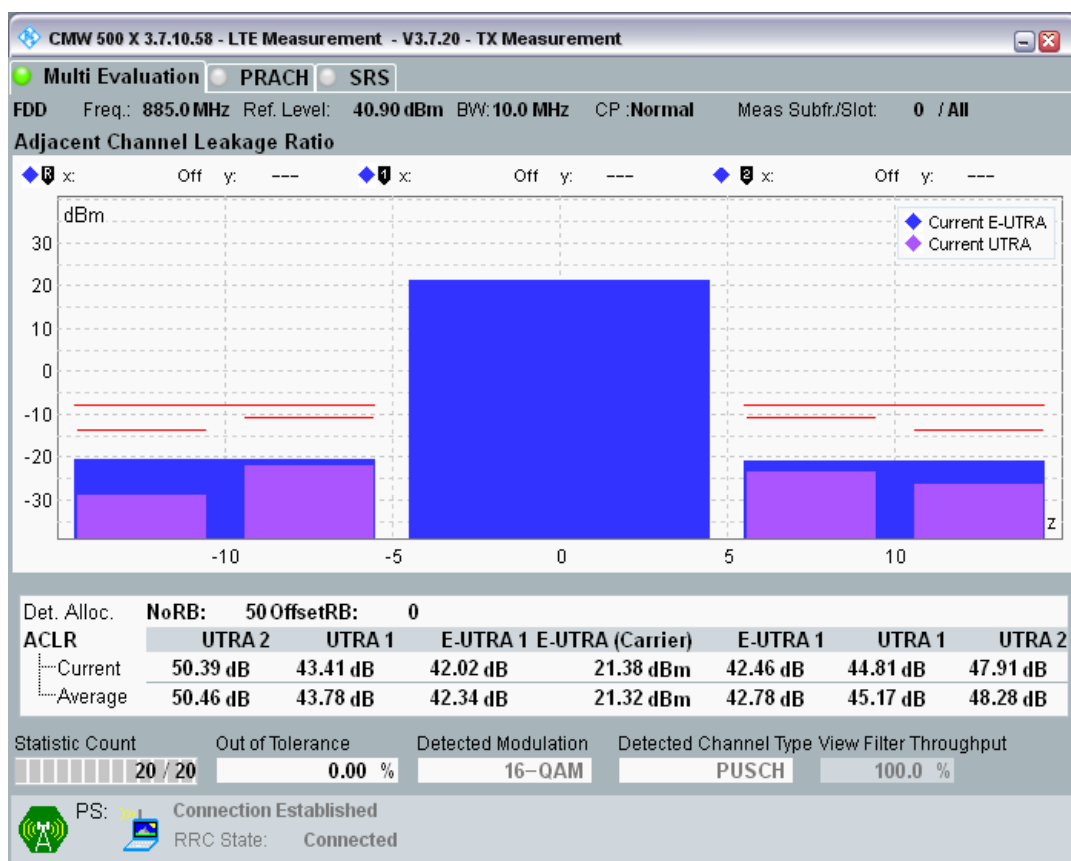 CMW 500 X 3.7.10.58 - LTE Measurement - V3.7.20 - TX Measurement
Multi Evaluation PRACH SRS
FDD Freq.: 885.0 MHz Ref. Level: 40.90 dBm BW: 10.0 MHz CP :Normal Meas Subfr./Slot: 0 / All
Adjacent Channel Leakage Ratio
R x: Off y: --- 1 x: Off y: --- 2 x: Off y: ---
dBm
Current E-UTRA
Current UTRA
30
20
10
0
-10
-20
-30
z
-10 -5 0 5 10
Det. Alloc. NoRB: 50 OffsetRB: 0
ACLR UTRA 2 UTRA 1 E-UTRA 1 E-UTRA (Carrier) E-UTRA 1 UTRA 1 UTRA 2
Current 50.39 dB 43.41 dB 42.02 dB 21.38 dBm 42.46 dB 44.81 dB 47.91 dB
Average 50.46 dB 43.78 dB 42.34 dB 21.32 dBm 42.78 dB 45.17 dB 48.28 dB
Statistic Count Out of Tolerance Detected Modulation Detected Channel Type View Filter Throughput
20 / 20 0.00 % 16-QAM PUSCH 100.0 %
PS: Connection Established
RRC State: Connected